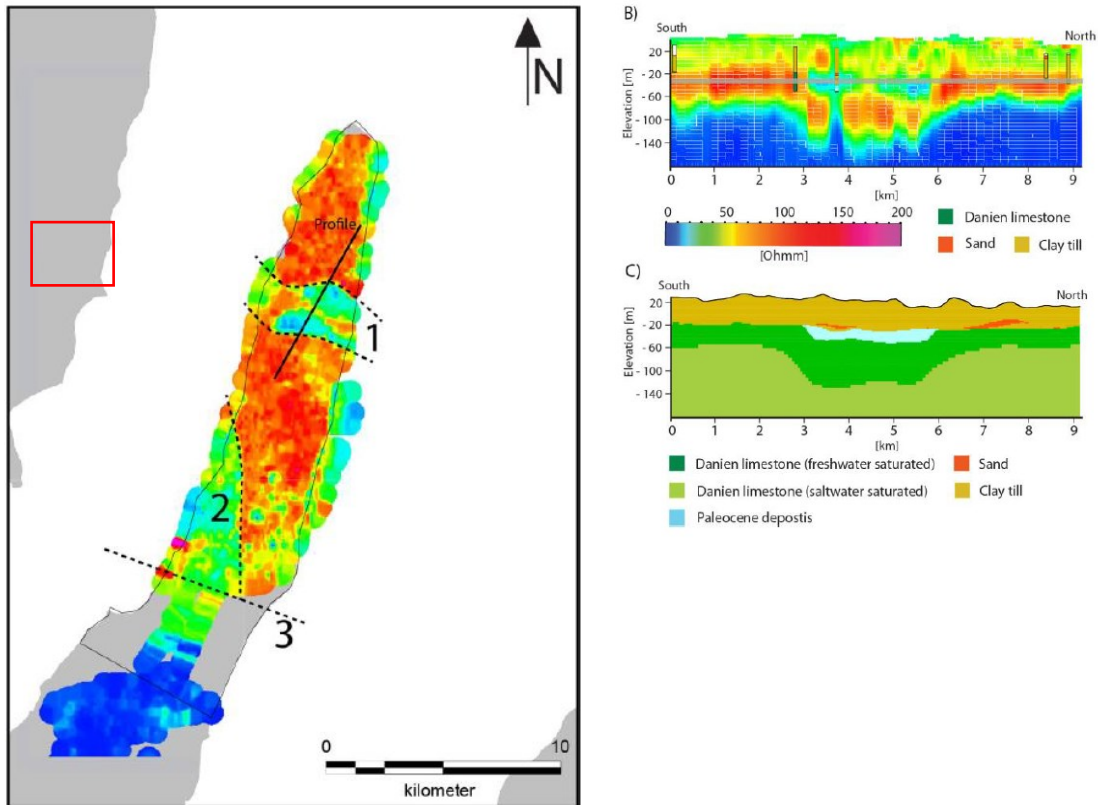 N
Profile
1
2
3
0 10
kilometer
B)
South North
20
-20
-60
-100
-140
Elevation [m]
0 1 2 3 4 5 6 7 8 9
[km]
0 50 100 150 200
[Ohmm]
Danien limestone
Sand Clay till
C)
South North
20
-20
-60
-100
-140
Elevation [m]
0 1 2 3 4 5 6 7 8 9
[km]
Danien limestone (freshwater saturated) Sand
Danien limestone (saltwater saturated) Clay till
Paleocene depostis